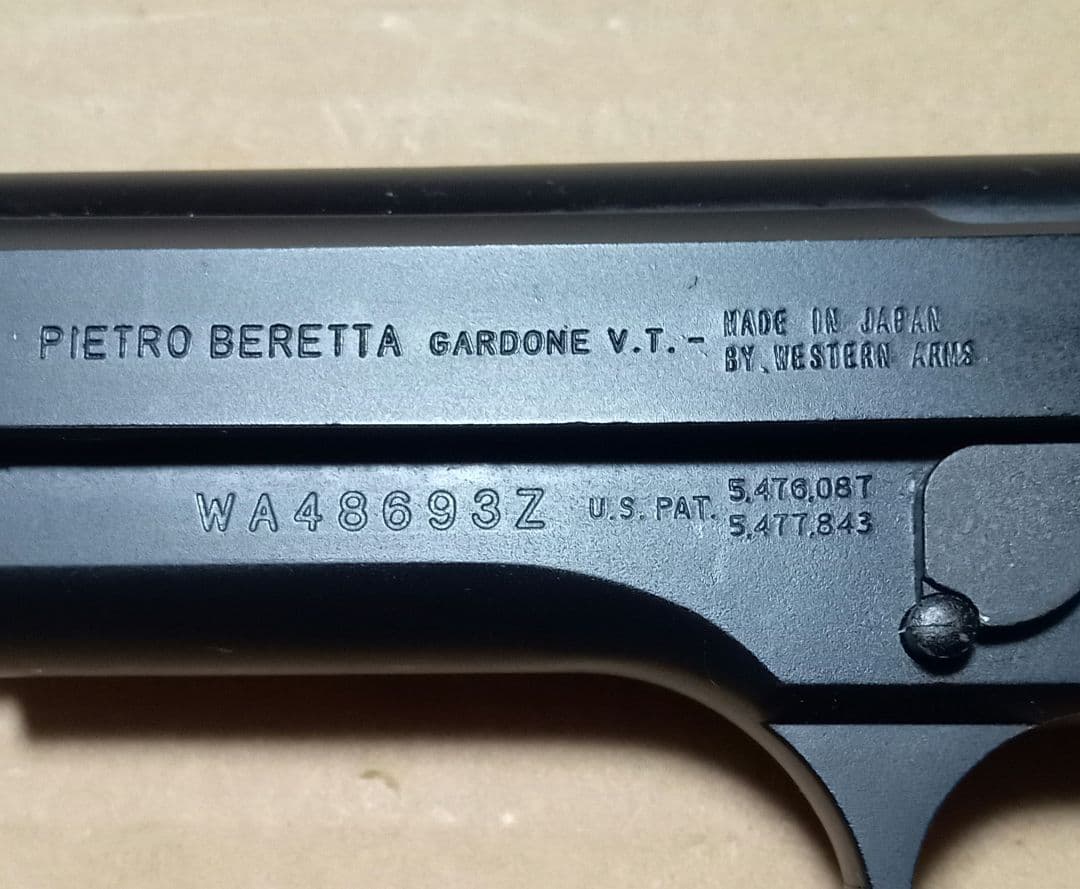 PIETRO BERETTA GARDONE V.T. - MADE IN JAPAN
BY WESTERN ARMS
WA48693Z U.S. PAT. 5,476,087
5,477,843